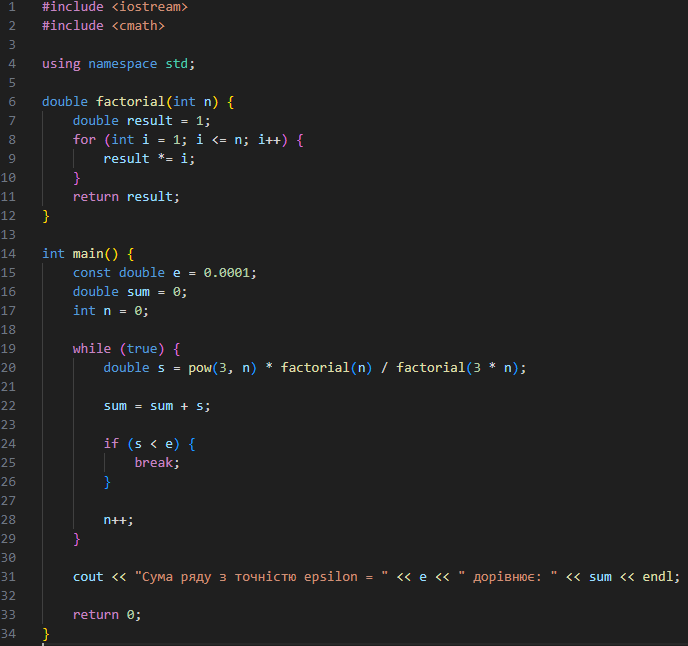 1 #include <iostream>
2 #include <cmath>
3
4 using namespace std;
5
6 double factorial(int n) {
7     double result = 1;
8     for (int i = 1; i <= n; i++) {
9         result *= i;
10     }
11     return result;
12 }
13
14 int main() {
15     const double e = 0.0001;
16     double sum = 0;
17     int n = 0;
18
19     while (true) {
20         double s = pow(3, n) * factorial(n) / factorial(3 * n);
21
22         sum = sum + s;
23
24         if (s < e) {
25             break;
26         }
27
28         n++;
29     }
30
31     cout << "Сума ряду з точністю epsilon = " << e << " дорівнює: " << sum << endl;
32
33     return 0;
34 }